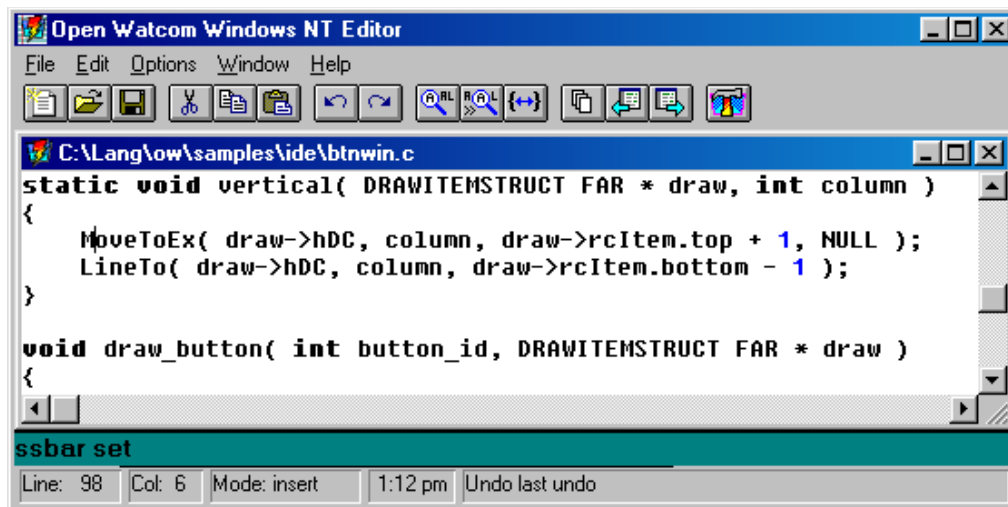 Open Watcom Windows NT Editor
File Edit Options Window Help
C:\Lang\ow\samples\ide\btnwin.c
static void vertical( DRAWITEMSTRUCT FAR * draw, int column )
{
    MoveToEx( draw->hDC, column, draw->rcItem.top + 1, NULL );
    LineTo( draw->hDC, column, draw->rcItem.bottom - 1 );
}

void draw_button( int button_id, DRAWITEMSTRUCT FAR * draw )
{
ssbar set
Line: 98 Col: 6 Mode: insert 1:12 pm Undo last undo